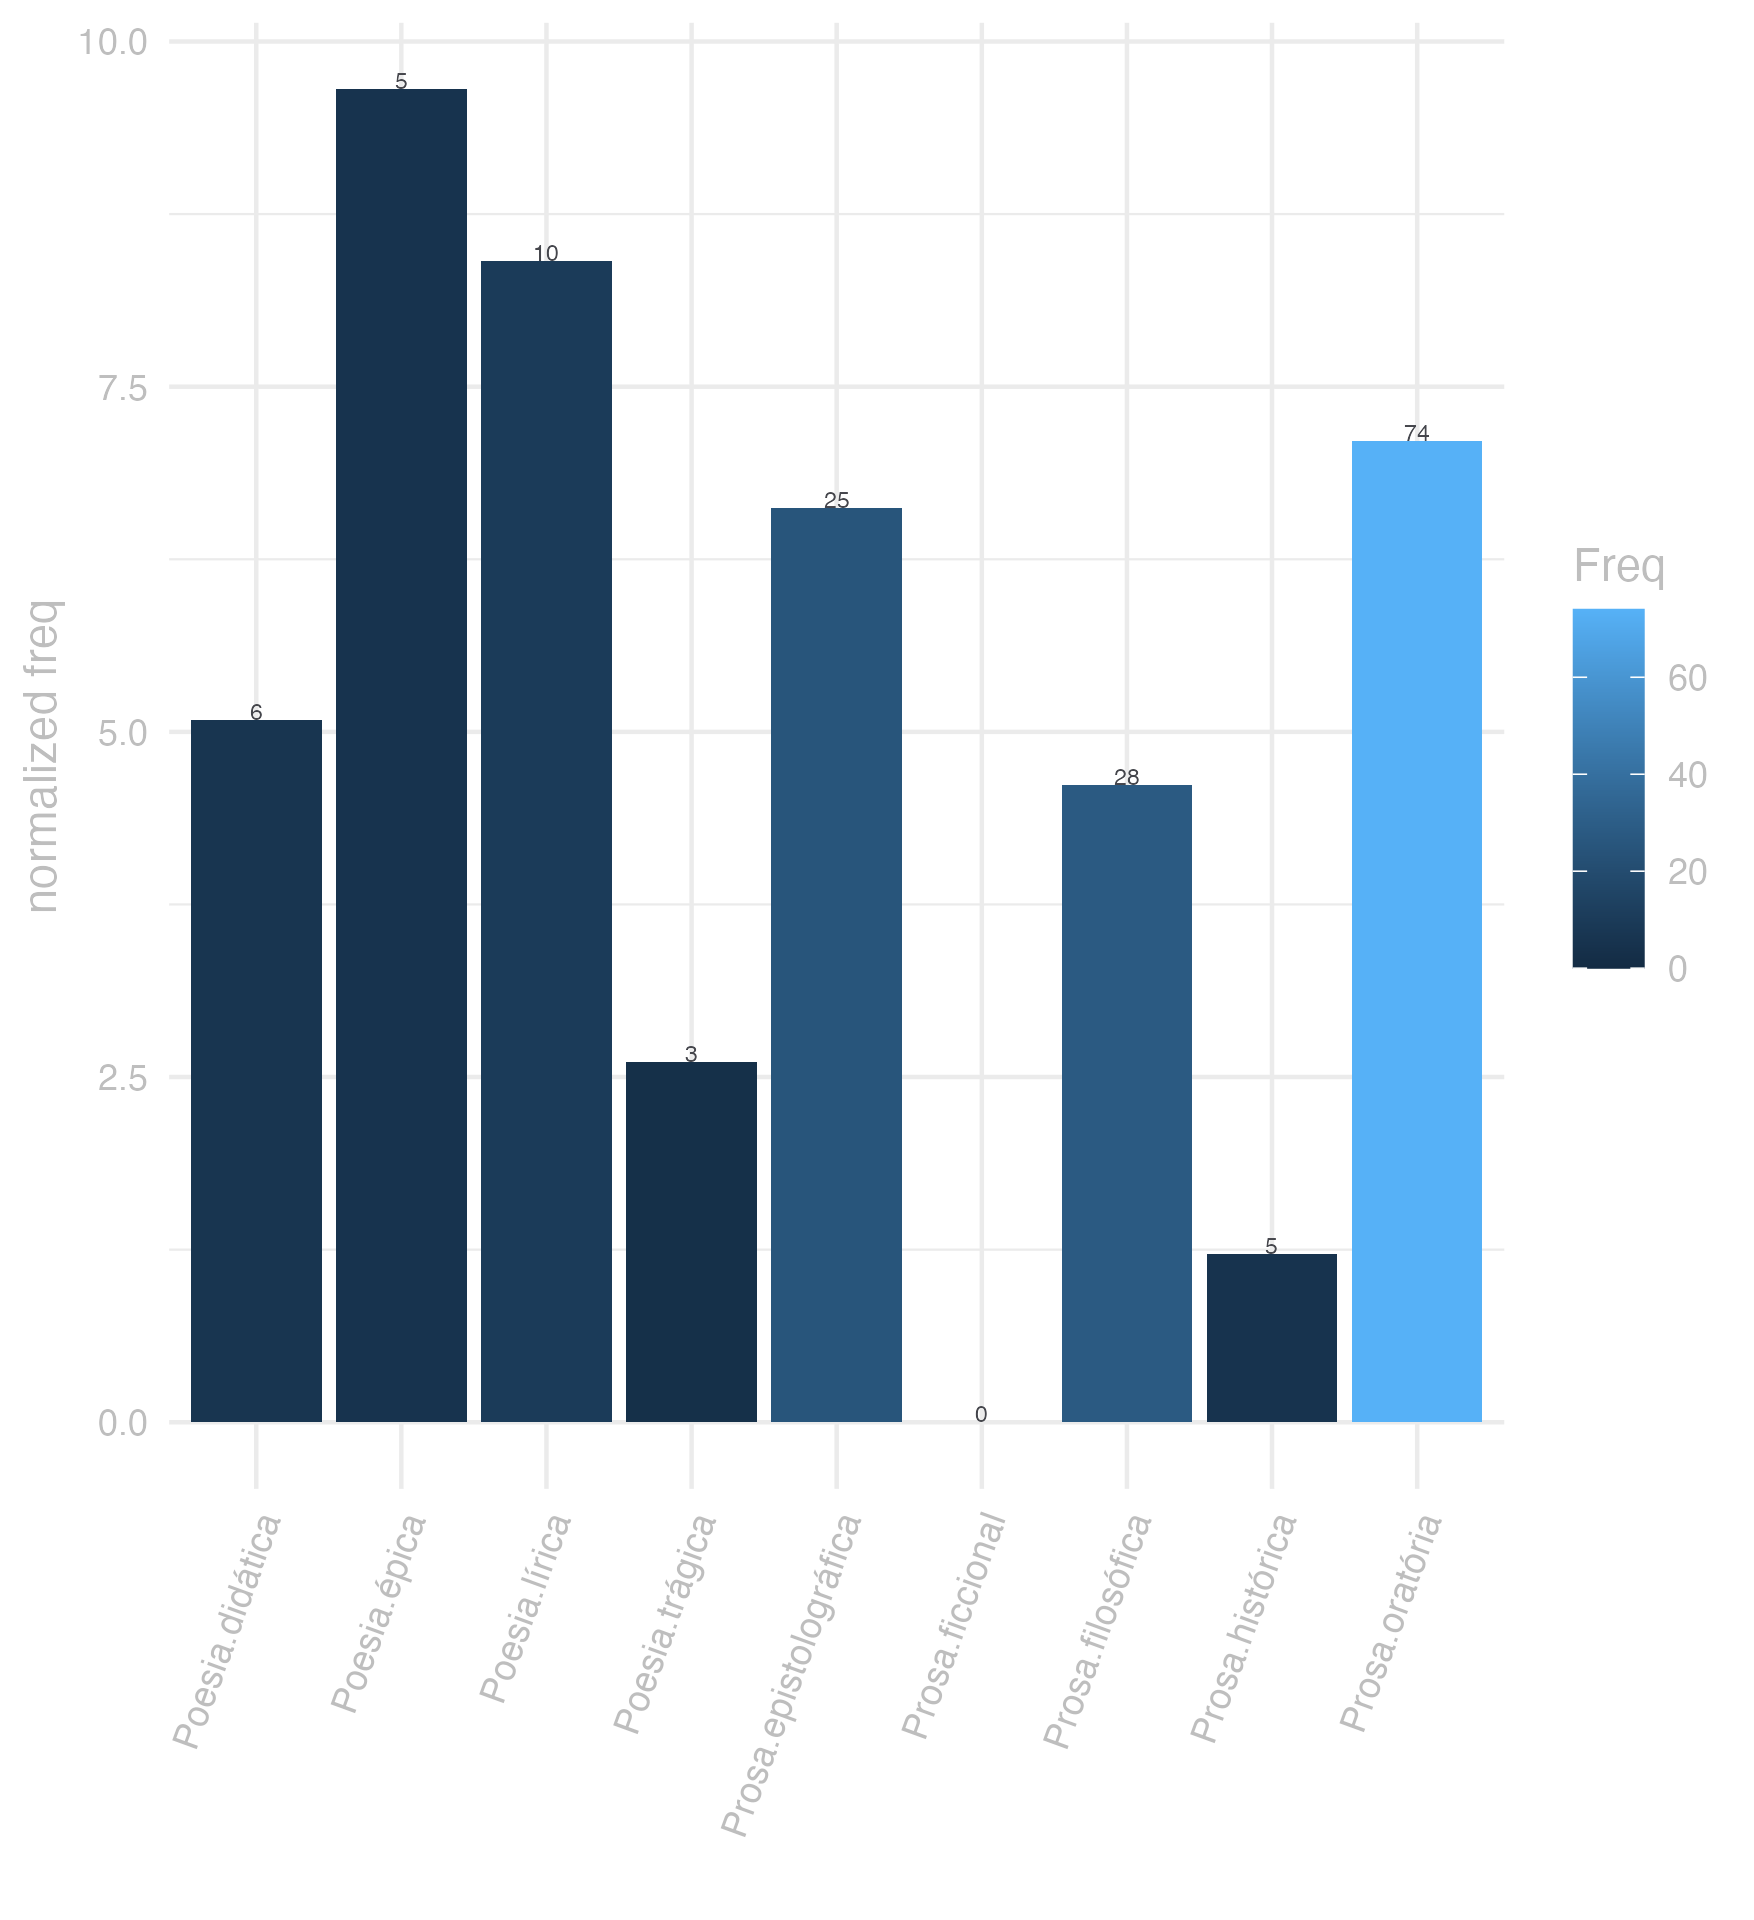 10.0
7.5
5.0
2.5
0.0
normalized freq
6
5
10
3
25
0
28
5
74
Poesia.didática
Poesia.épica
Poesia.lírica
Poesia.trágica
Prosa.epistolográfica
Prosa.ficcional
Prosa.filosófica
Prosa.histórica
Prosa.oratória
Freq
60
40
20
0